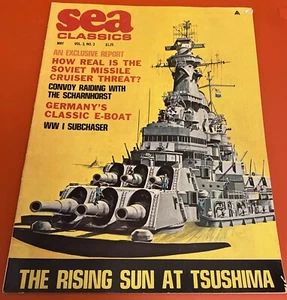 sea
CLASSICS
MAY VOL. 5, NO. 3 $1.25
AN EXCLUSIVE REPORT
HOW REAL IS THE
SOVIET MISSILE
CRUISER THREAT?
CONVOY RAIDING WITH
THE SCHARNHORST
GERMANY'S
CLASSIC E-BOAT
WW I SUBCHASER
THE RISING SUN AT TSUSHIMA